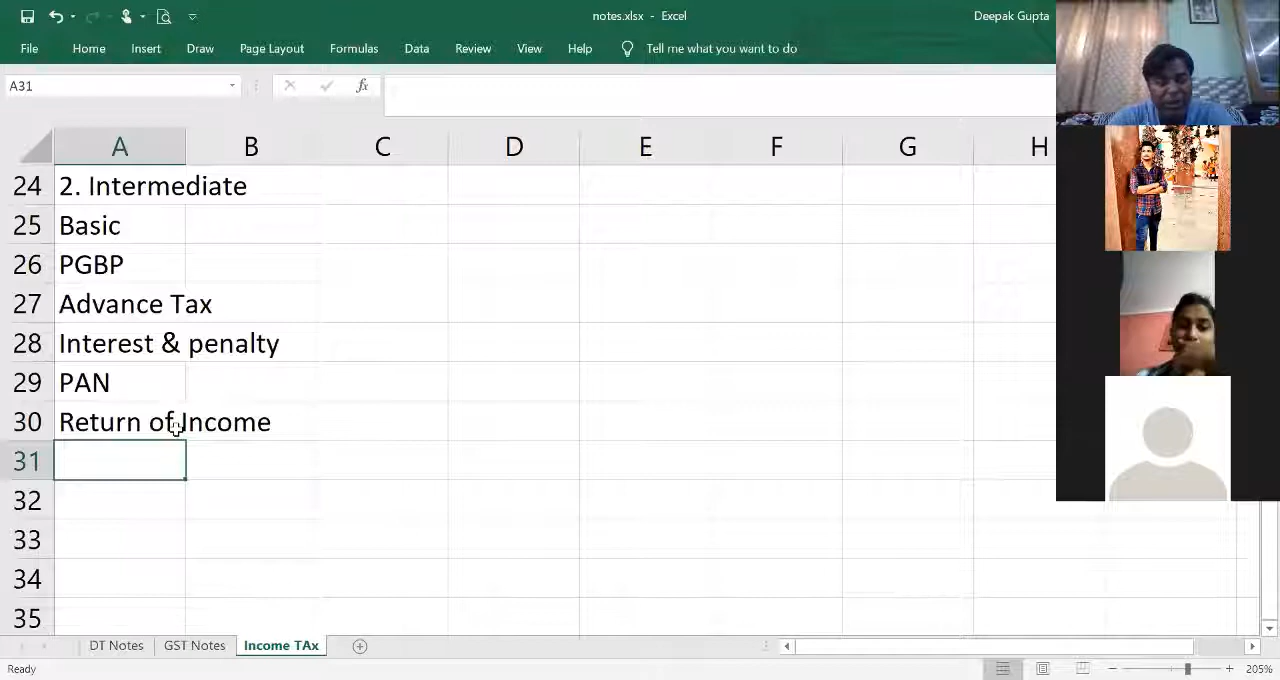 notes.xlsx - Excel
Deepak Gupta
File Home Insert Draw Page Layout Formulas Data Review View Help Tell me what you want to do
A31
fx
A B C D E F G H
24 2. Intermediate
25 Basic
26 PGBP
27 Advance Tax
28 Interest & penalty
29 PAN
30 Return of Income
31
32
33
34
35
DT Notes GST Notes Income TAx
Ready
205%